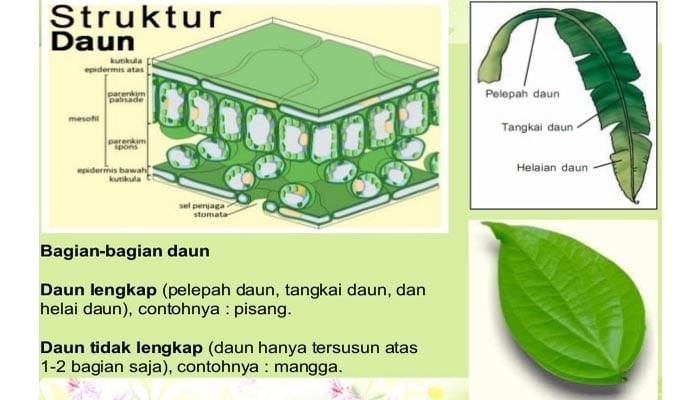 Struktur
Daun
kutikula
epidermis atas
parenkim
palisade
mesofil
parenkim
spons
epidermis bawah
kutikula
sel penjaga
stomata
Pelepah daun
Tangkai daun
Helaian daun
Bagian-bagian daun
Daun lengkap (pelepah daun, tangkai daun, dan
helai daun), contohnya : pisang.
Daun tidak lengkap (daun hanya tersusun atas
1-2 bagian saja), contohnya : mangga.